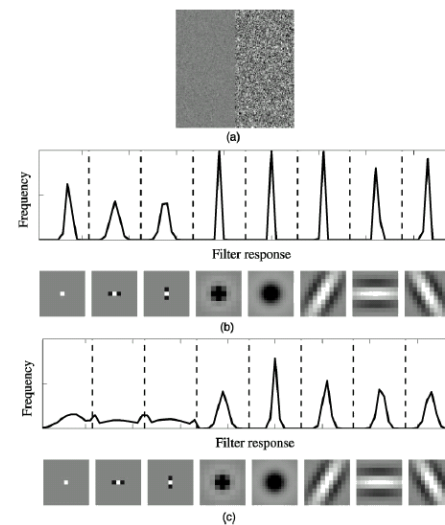 (a)
Frequency
Filter response
(b)
Frequency
Filter response
(c)